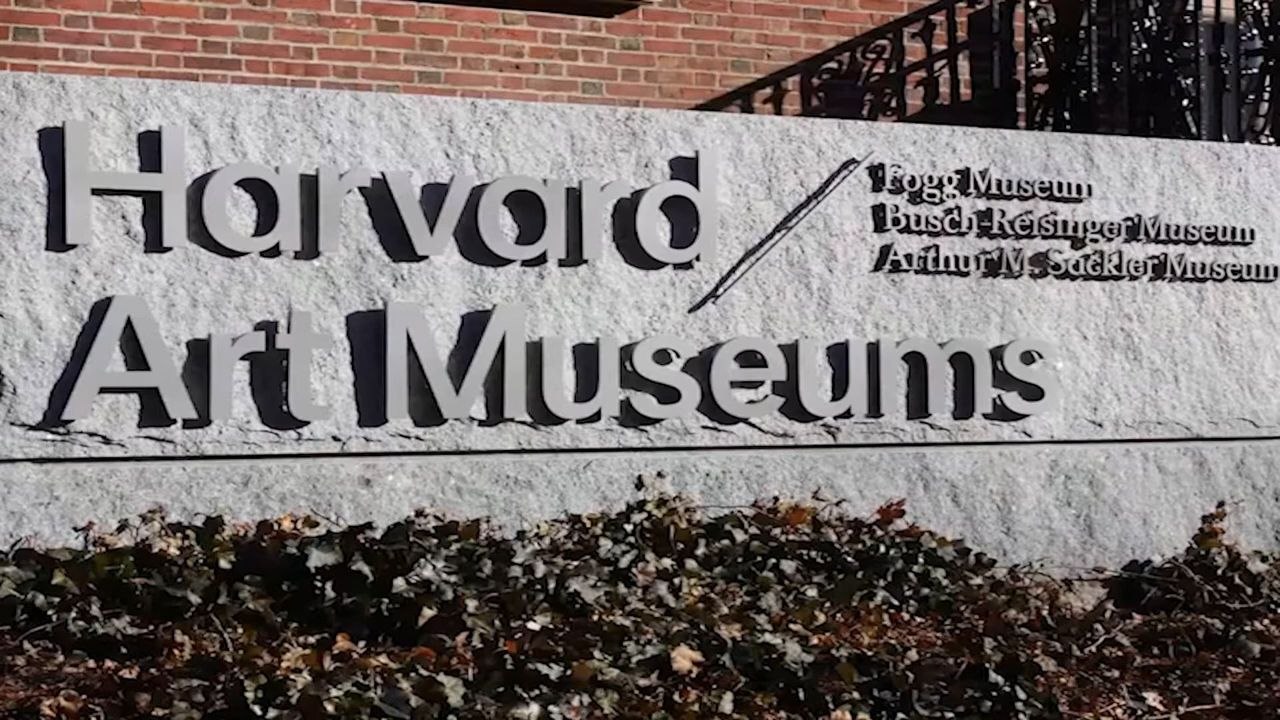 Harvard
Art Museums
Fogg Museum
Busch-Reisinger Museum
Arthur M. Sackler Museum